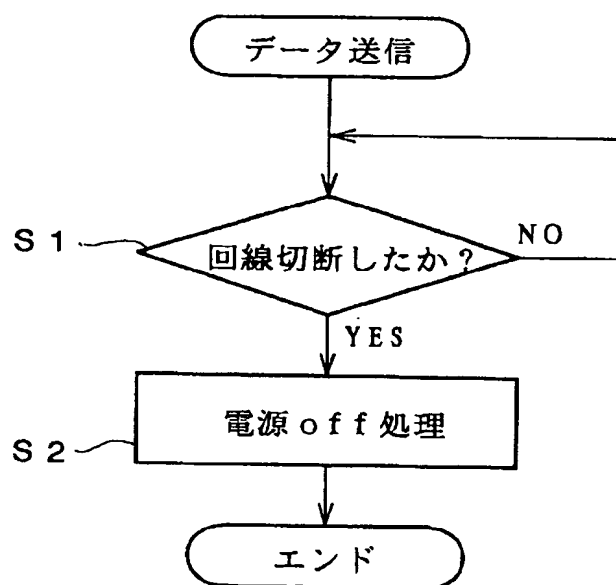 データ送信
S1
回線切断したか?
NO
YES
電源off処理
S2
エンド